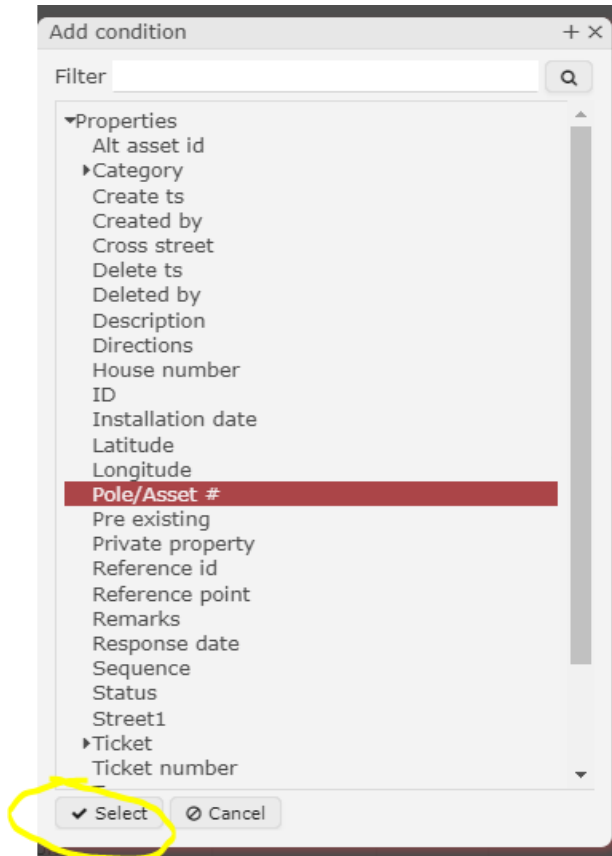 Add condition
Filter
Properties
Alt asset id
Category
Create ts
Created by
Cross street
Delete ts
Deleted by
Description
Directions
House number
ID
Installation date
Latitude
Longitude
Pole/Asset #
Pre existing
Private property
Reference id
Reference point
Remarks
Response date
Sequence
Status
Street1
Ticket
Ticket number
Select Cancel